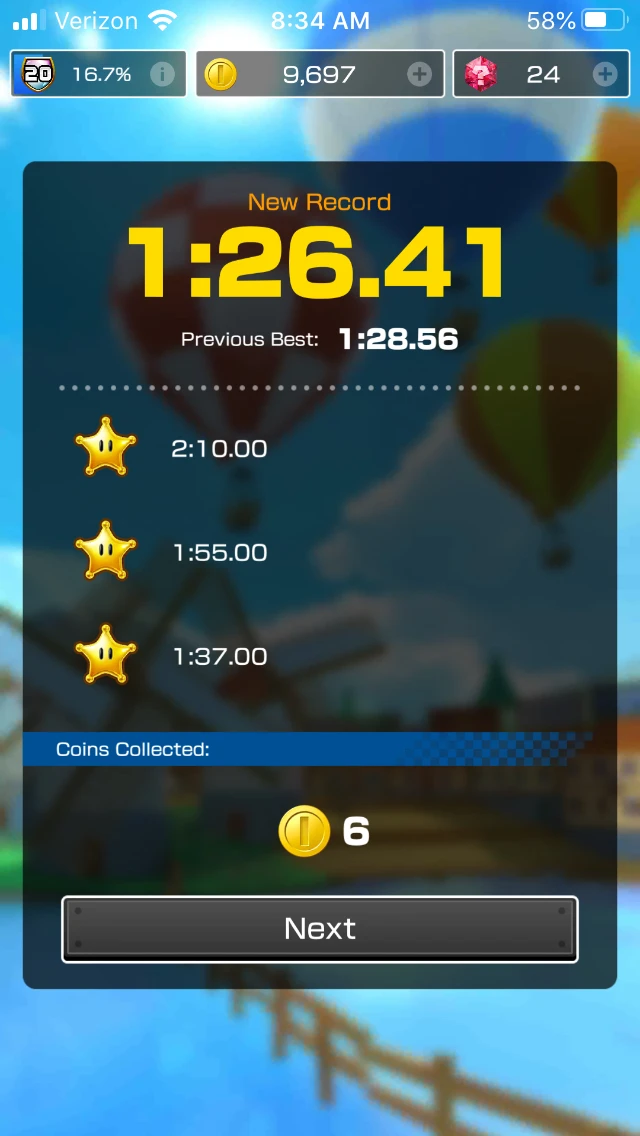 Verizon 8:34 AM 58%
20 16.7% i 9,697 + ? 24 +
New Record
1:26.41
Previous Best: 1:28.56
2:10.00
1:55.00
1:37.00
Coins Collected:
6
Next